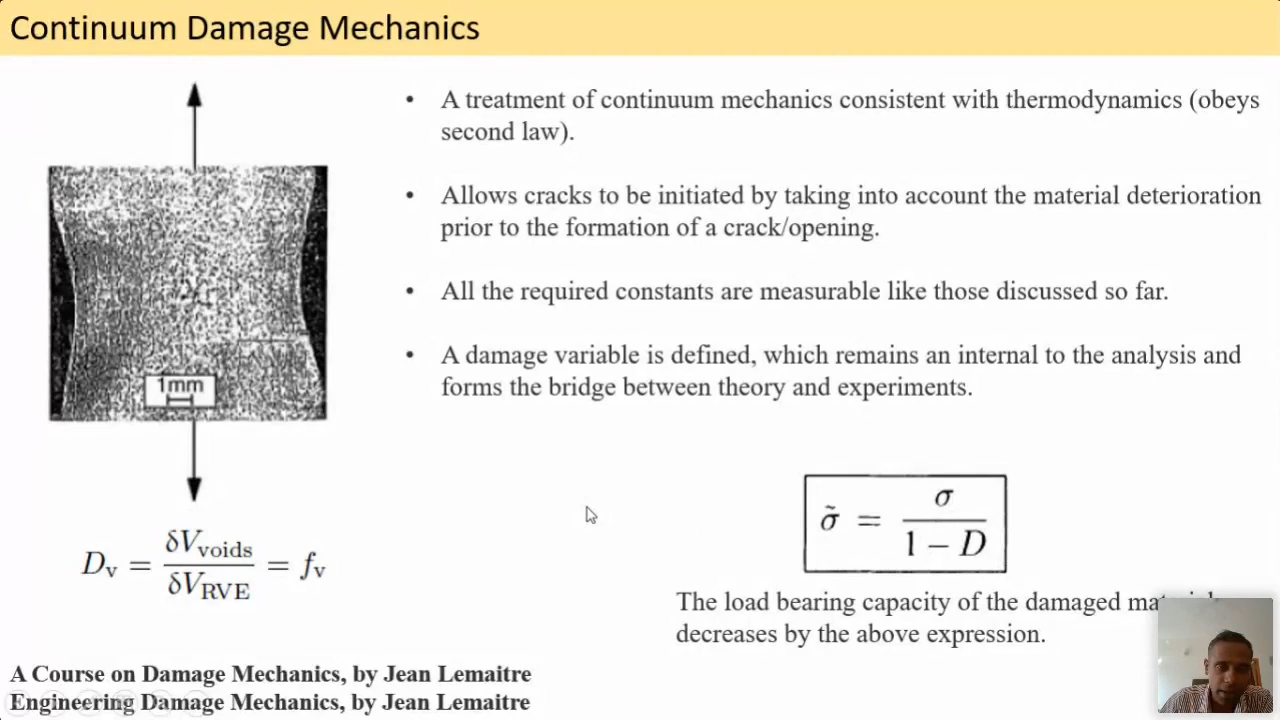 Continuum Damage Mechanics
• A treatment of continuum mechanics consistent with thermodynamics (obeys
second law).
• Allows cracks to be initiated by taking into account the material deterioration
prior to the formation of a crack/opening.
• All the required constants are measurable like those discussed so far.
• A damage variable is defined, which remains an internal to the analysis and
forms the bridge between theory and experiments.
1mm
D_v = δV_voids / δV_RVE = f_v
σ̃ = σ / (1 − D)
The load bearing capacity of the damaged
decreases by the above expression.
A Course on Damage Mechanics, by Jean Lemaitre
Engineering Damage Mechanics, by Jean Lemaitre